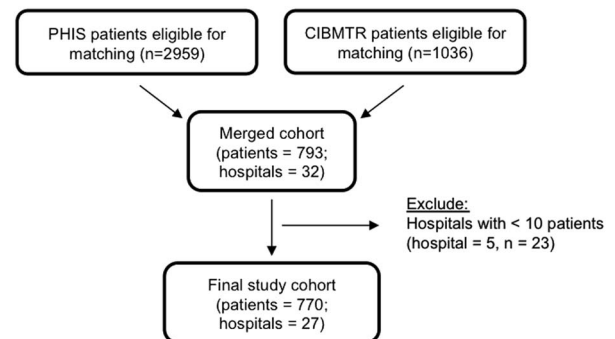 PHIS patients eligible for
matching (n=2959)
CIBMTR patients eligible for
matching (n=1036)
Merged cohort
(patients = 793;
hospitals = 32)
Exclude:
Hospitals with < 10 patients
(hospital = 5, n = 23)
Final study cohort
(patients = 770;
hospitals = 27)